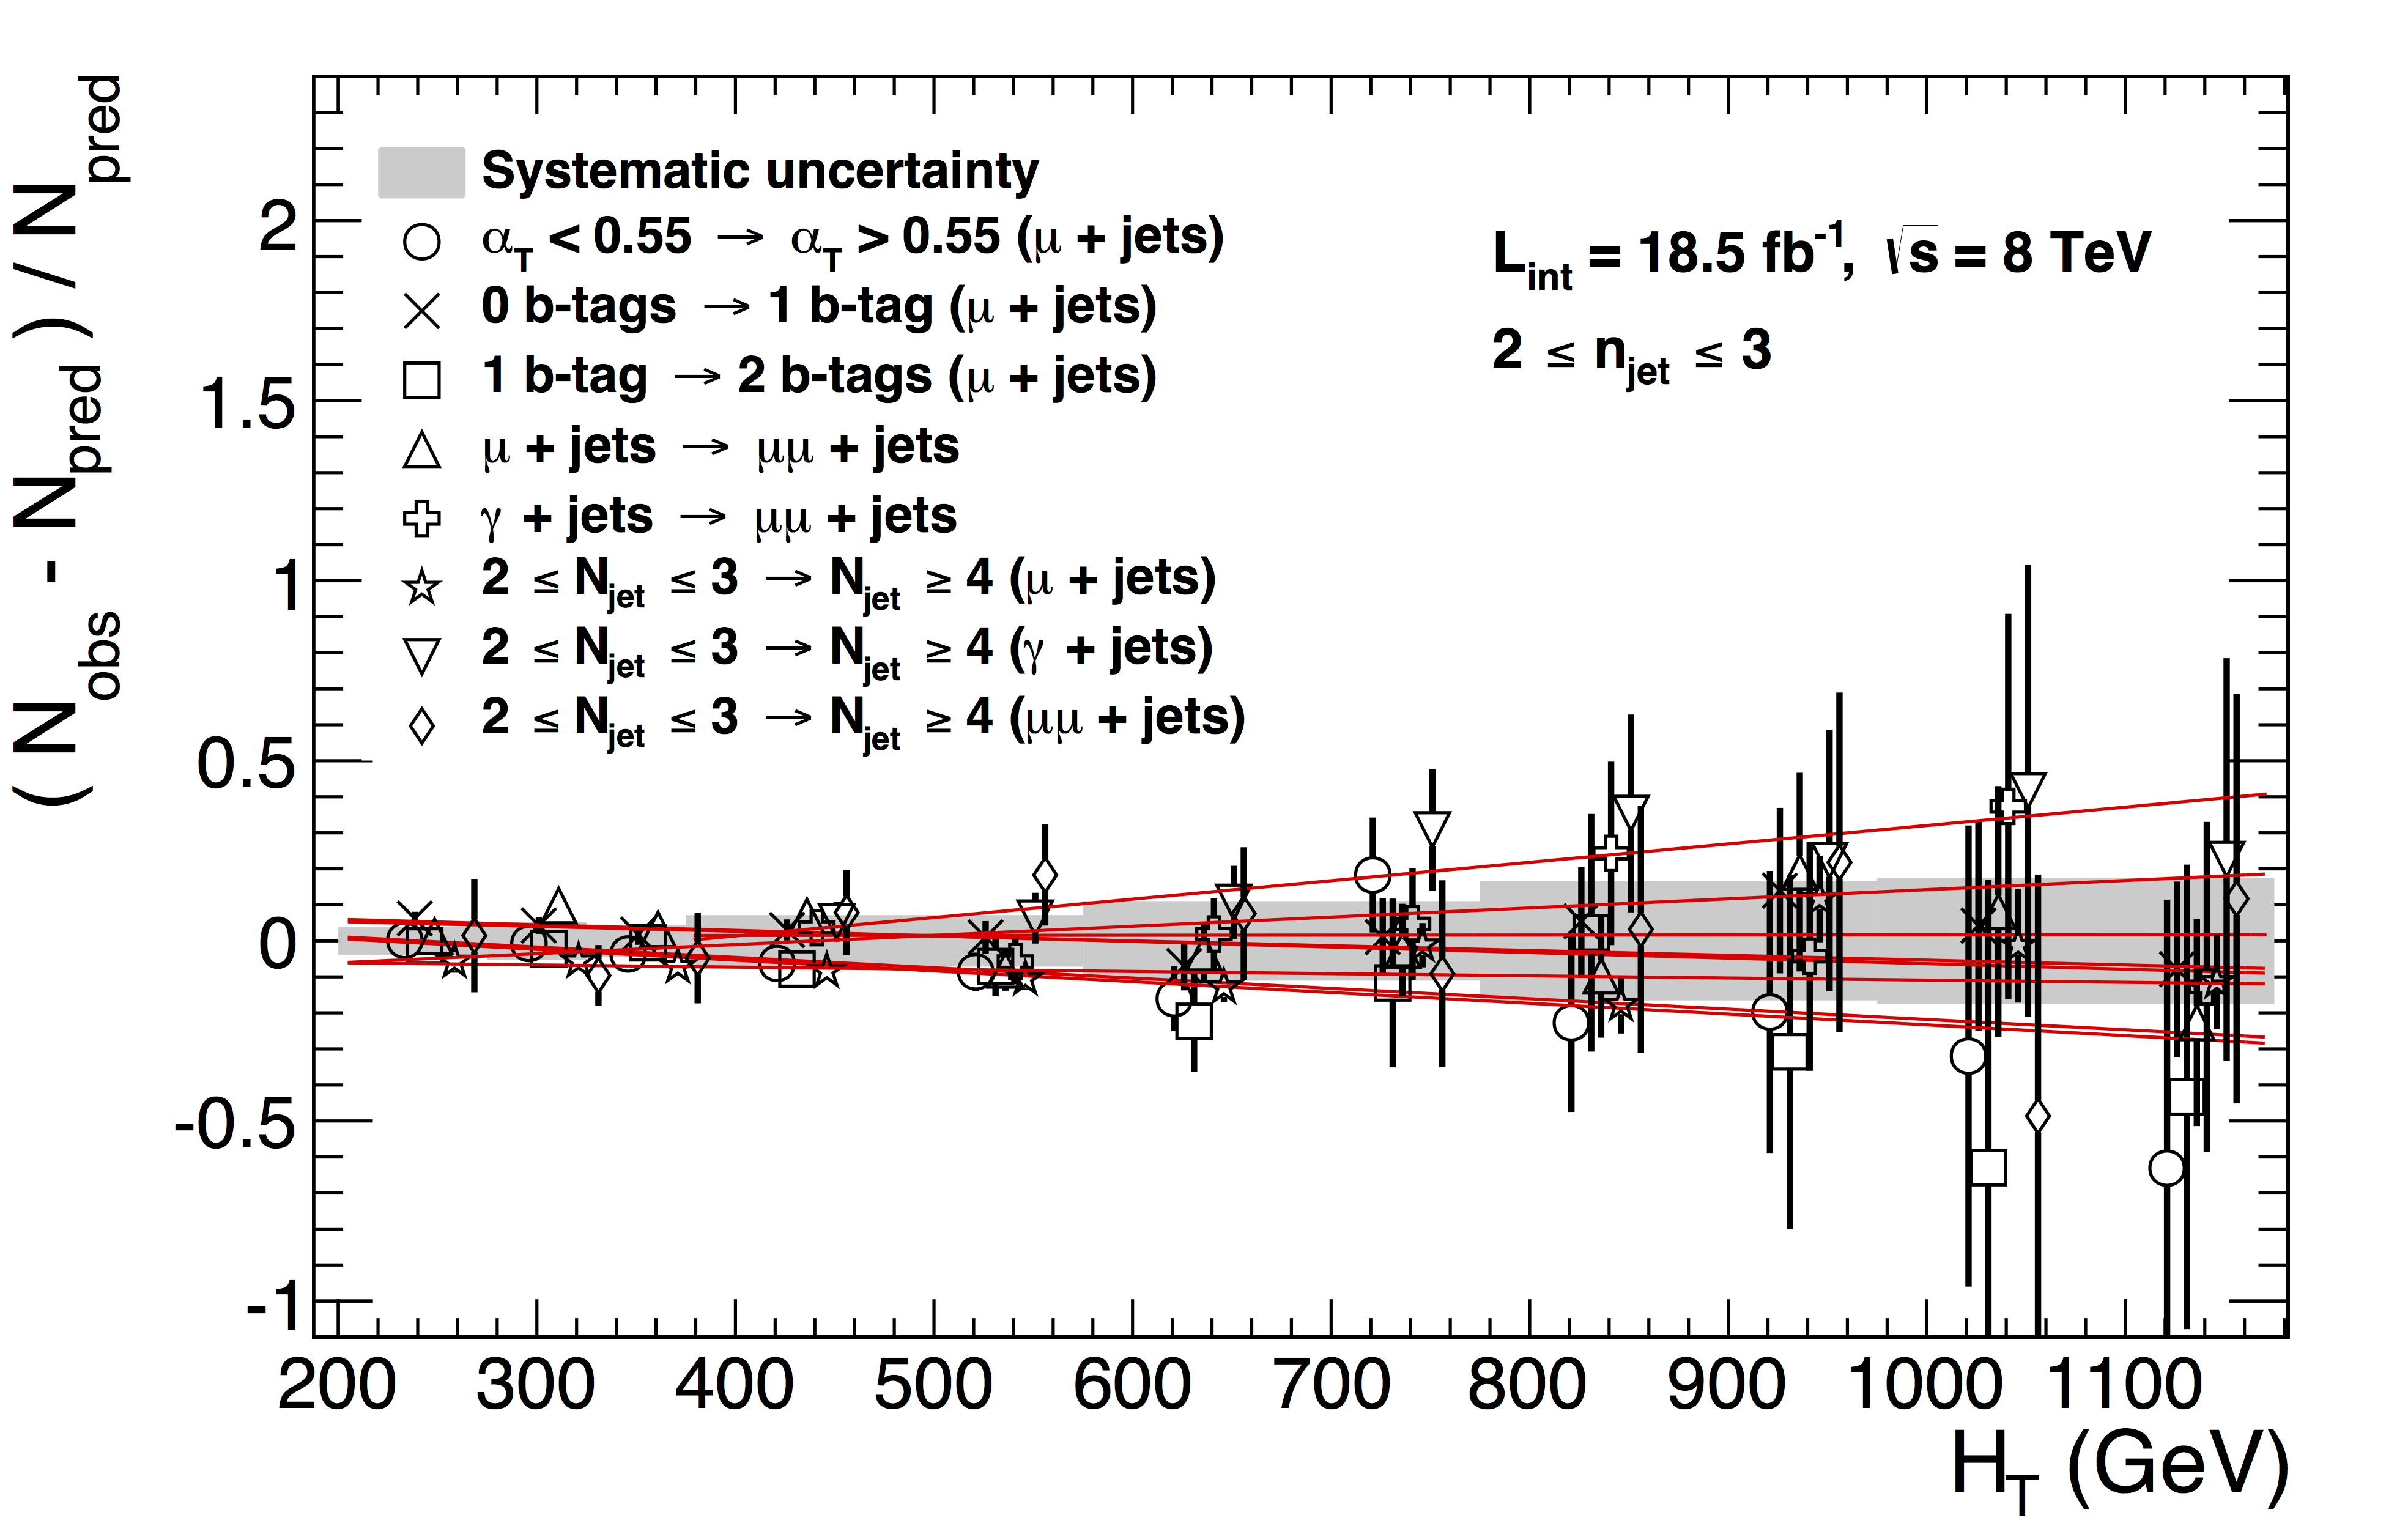 ( N_obs - N_pred ) / N_pred
2
1.5
1
0.5
0
-0.5
-1
Systematic uncertainty
α_T < 0.55 → α_T > 0.55 (μ + jets)
0 b-tags → 1 b-tag (μ + jets)
1 b-tag → 2 b-tags (μ + jets)
μ + jets → μμ + jets
γ + jets → μμ + jets
2 ≤ N_jet ≤ 3 → N_jet ≥ 4 (μ + jets)
2 ≤ N_jet ≤ 3 → N_jet ≥ 4 (γ + jets)
2 ≤ N_jet ≤ 3 → N_jet ≥ 4 (μμ + jets)
L_int = 18.5 fb^-1, √s = 8 TeV
2 ≤ n_jet ≤ 3
200 300 400 500 600 700 800 900 1000 1100
H_T (GeV)